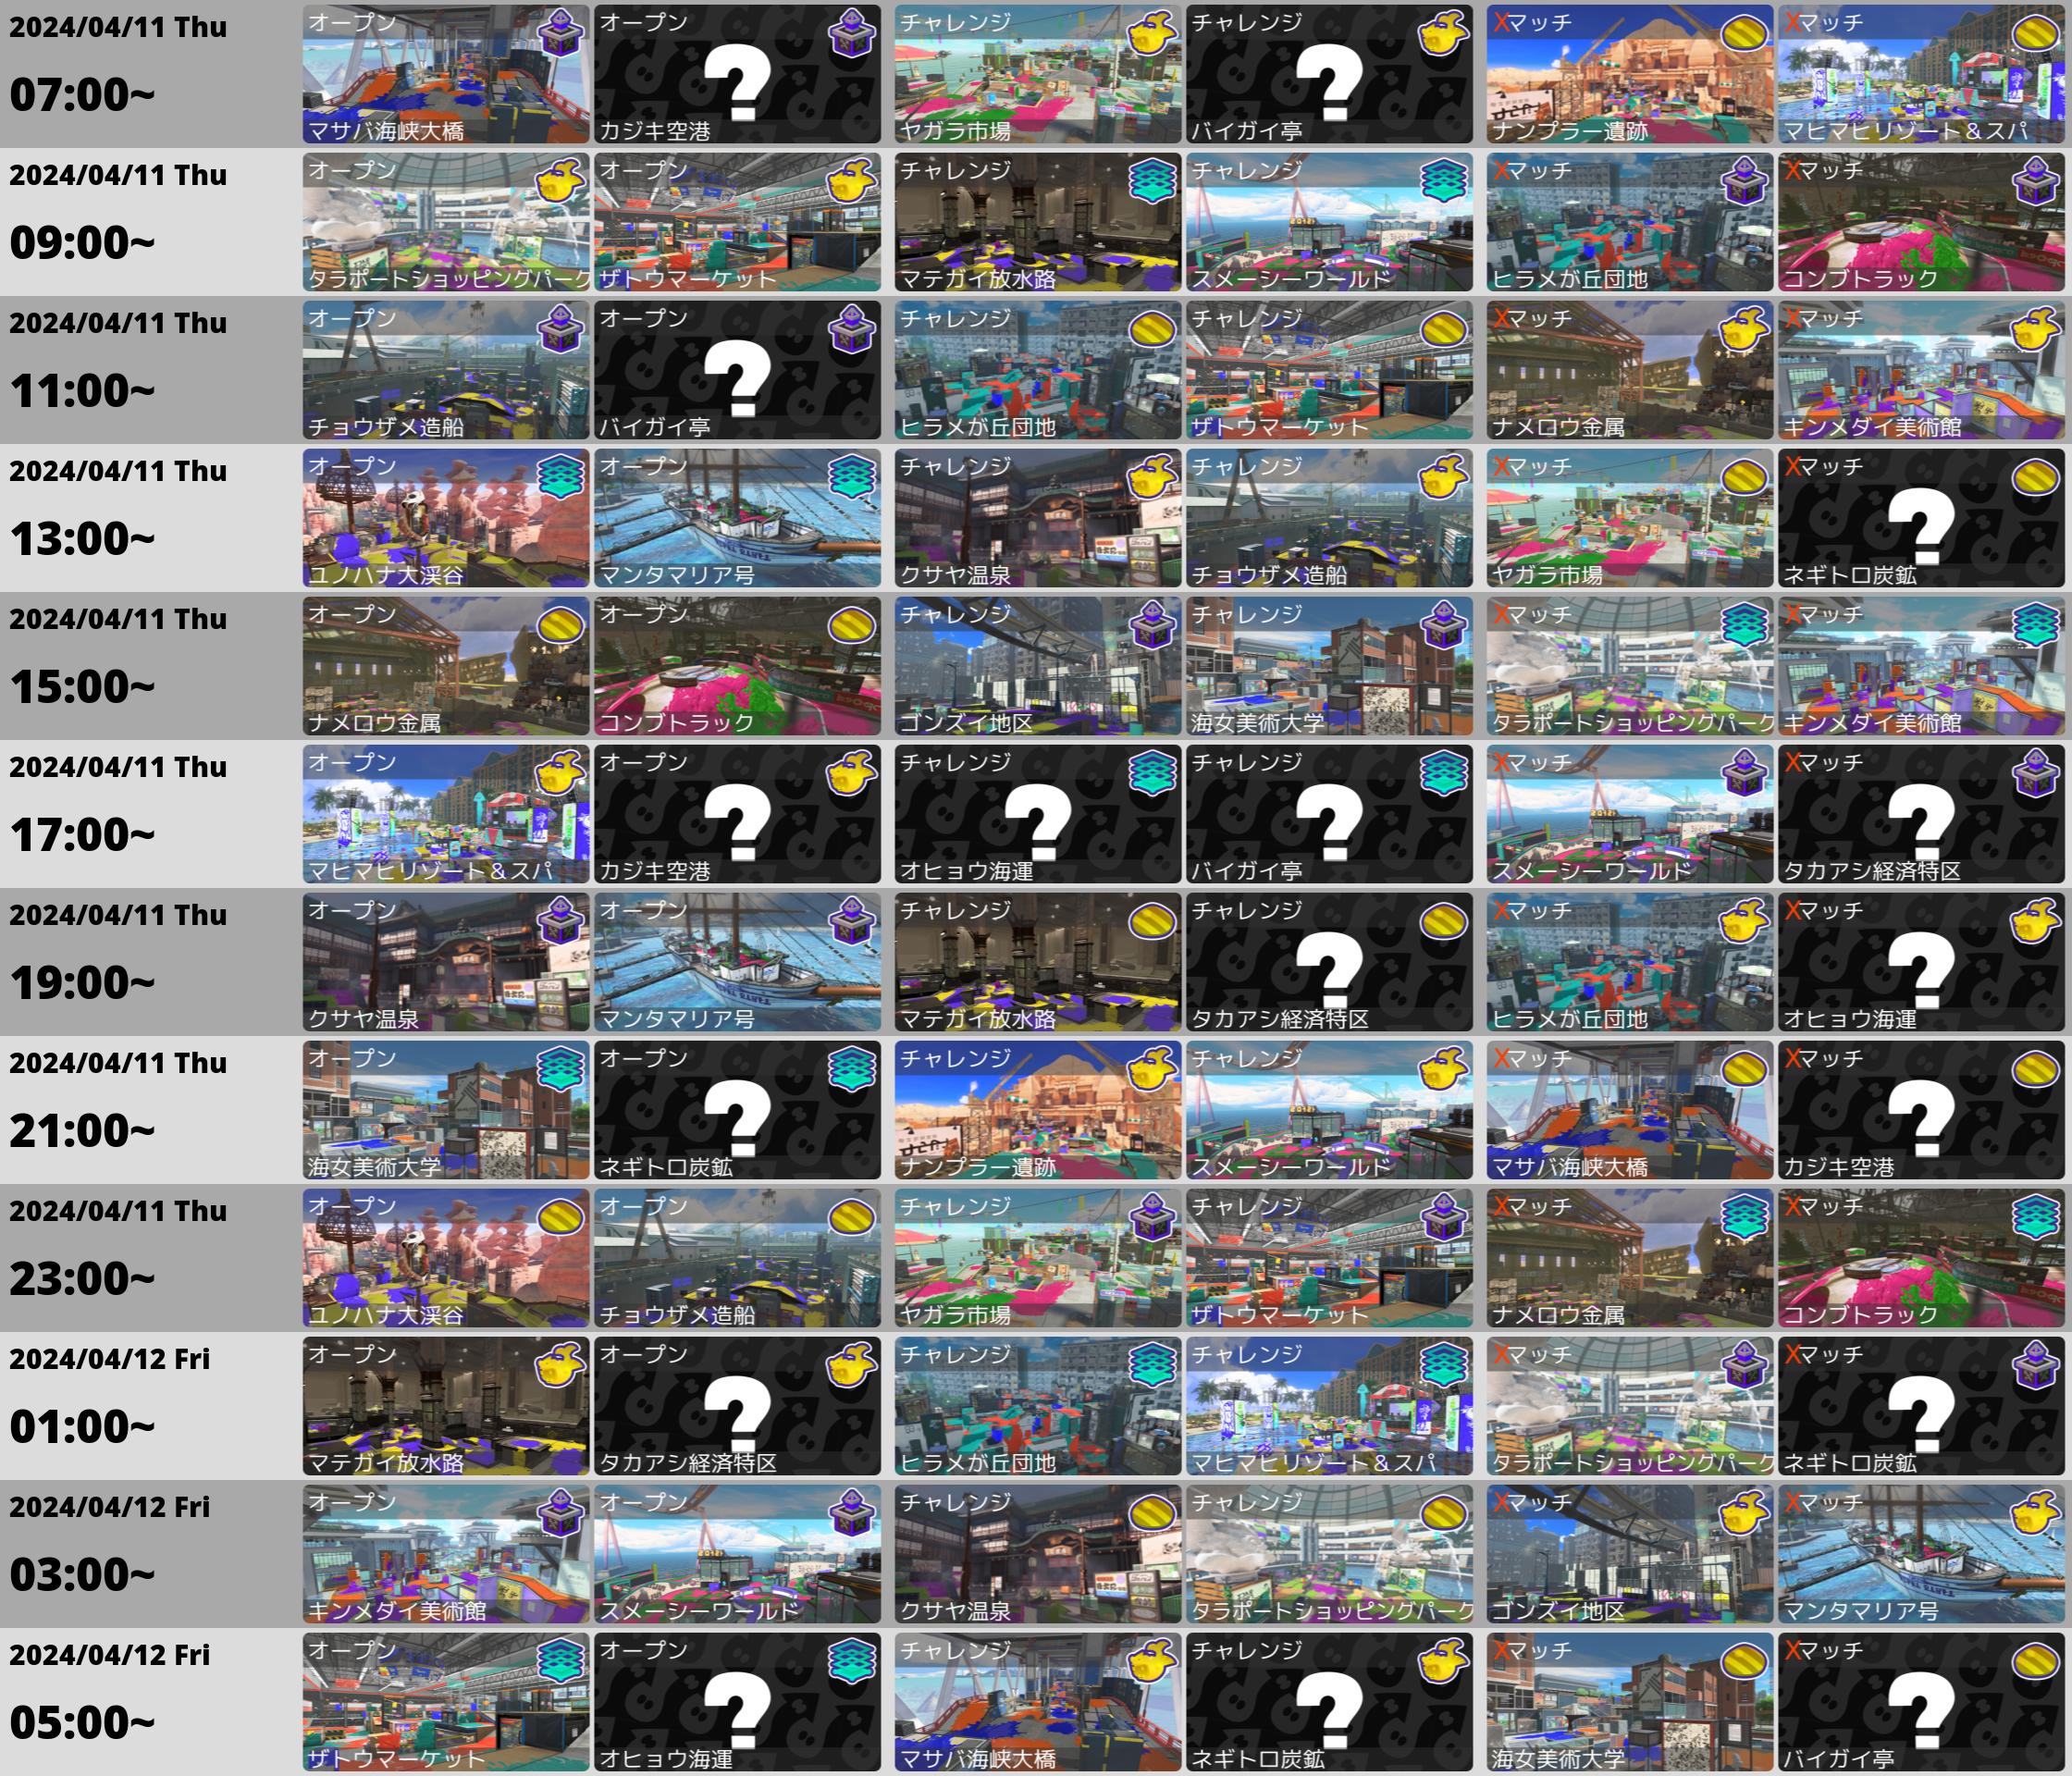 2024/04/11 Thu
07:00~
オープン
マサバ海峡大橋
オープン
カジキ空港
チャレンジ
ヤガラ市場
チャレンジ
バイガイ亭
Xマッチ
ナンプラー遺跡
Xマッチ
マヒマヒリゾート＆スパ
2024/04/11 Thu
09:00~
オープン
タラポートショッピングパーク
オープン
ザトウマーケット
チャレンジ
マテガイ放水路
チャレンジ
スメーシーワールド
Xマッチ
ヒラメが丘団地
Xマッチ
コンブトラック
2024/04/11 Thu
11:00~
オープン
チョウザメ造船
オープン
バイガイ亭
チャレンジ
ヒラメが丘団地
チャレンジ
ザトウマーケット
Xマッチ
ナメロウ金属
Xマッチ
キンメダイ美術館
2024/04/11 Thu
13:00~
オープン
ユノハナ大渓谷
オープン
マンタマリア号
チャレンジ
クサヤ温泉
チャレンジ
チョウザメ造船
Xマッチ
ヤガラ市場
Xマッチ
ネギトロ炭鉱
2024/04/11 Thu
15:00~
オープン
ナメロウ金属
オープン
コンブトラック
チャレンジ
ゴンズイ地区
チャレンジ
海女美術大学
Xマッチ
タラポートショッピングパーク
Xマッチ
キンメダイ美術館
2024/04/11 Thu
17:00~
オープン
マヒマヒリゾート＆スパ
オープン
カジキ空港
チャレンジ
オヒョウ海運
チャレンジ
バイガイ亭
Xマッチ
スメーシーワールド
Xマッチ
タカアシ経済特区
2024/04/11 Thu
19:00~
オープン
クサヤ温泉
オープン
マンタマリア号
チャレンジ
マテガイ放水路
チャレンジ
タカアシ経済特区
Xマッチ
ヒラメが丘団地
Xマッチ
オヒョウ海運
2024/04/11 Thu
21:00~
オープン
海女美術大学
オープン
ネギトロ炭鉱
チャレンジ
ナンプラー遺跡
チャレンジ
スメーシーワールド
Xマッチ
マサバ海峡大橋
Xマッチ
カジキ空港
2024/04/11 Thu
23:00~
オープン
ユノハナ大渓谷
オープン
チョウザメ造船
チャレンジ
ヤガラ市場
チャレンジ
ザトウマーケット
Xマッチ
ナメロウ金属
Xマッチ
コンブトラック
2024/04/12 Fri
01:00~
オープン
マテガイ放水路
オープン
タカアシ経済特区
チャレンジ
ヒラメが丘団地
チャレンジ
マヒマヒリゾート＆スパ
Xマッチ
タラポートショッピングパーク
Xマッチ
ネギトロ炭鉱
2024/04/12 Fri
03:00~
オープン
キンメダイ美術館
オープン
スメーシーワールド
チャレンジ
クサヤ温泉
チャレンジ
タラポートショッピングパーク
Xマッチ
ゴンズイ地区
Xマッチ
マンタマリア号
2024/04/12 Fri
05:00~
オープン
ザトウマーケット
オープン
オヒョウ海運
チャレンジ
マサバ海峡大橋
チャレンジ
ネギトロ炭鉱
Xマッチ
海女美術大学
Xマッチ
バイガイ亭